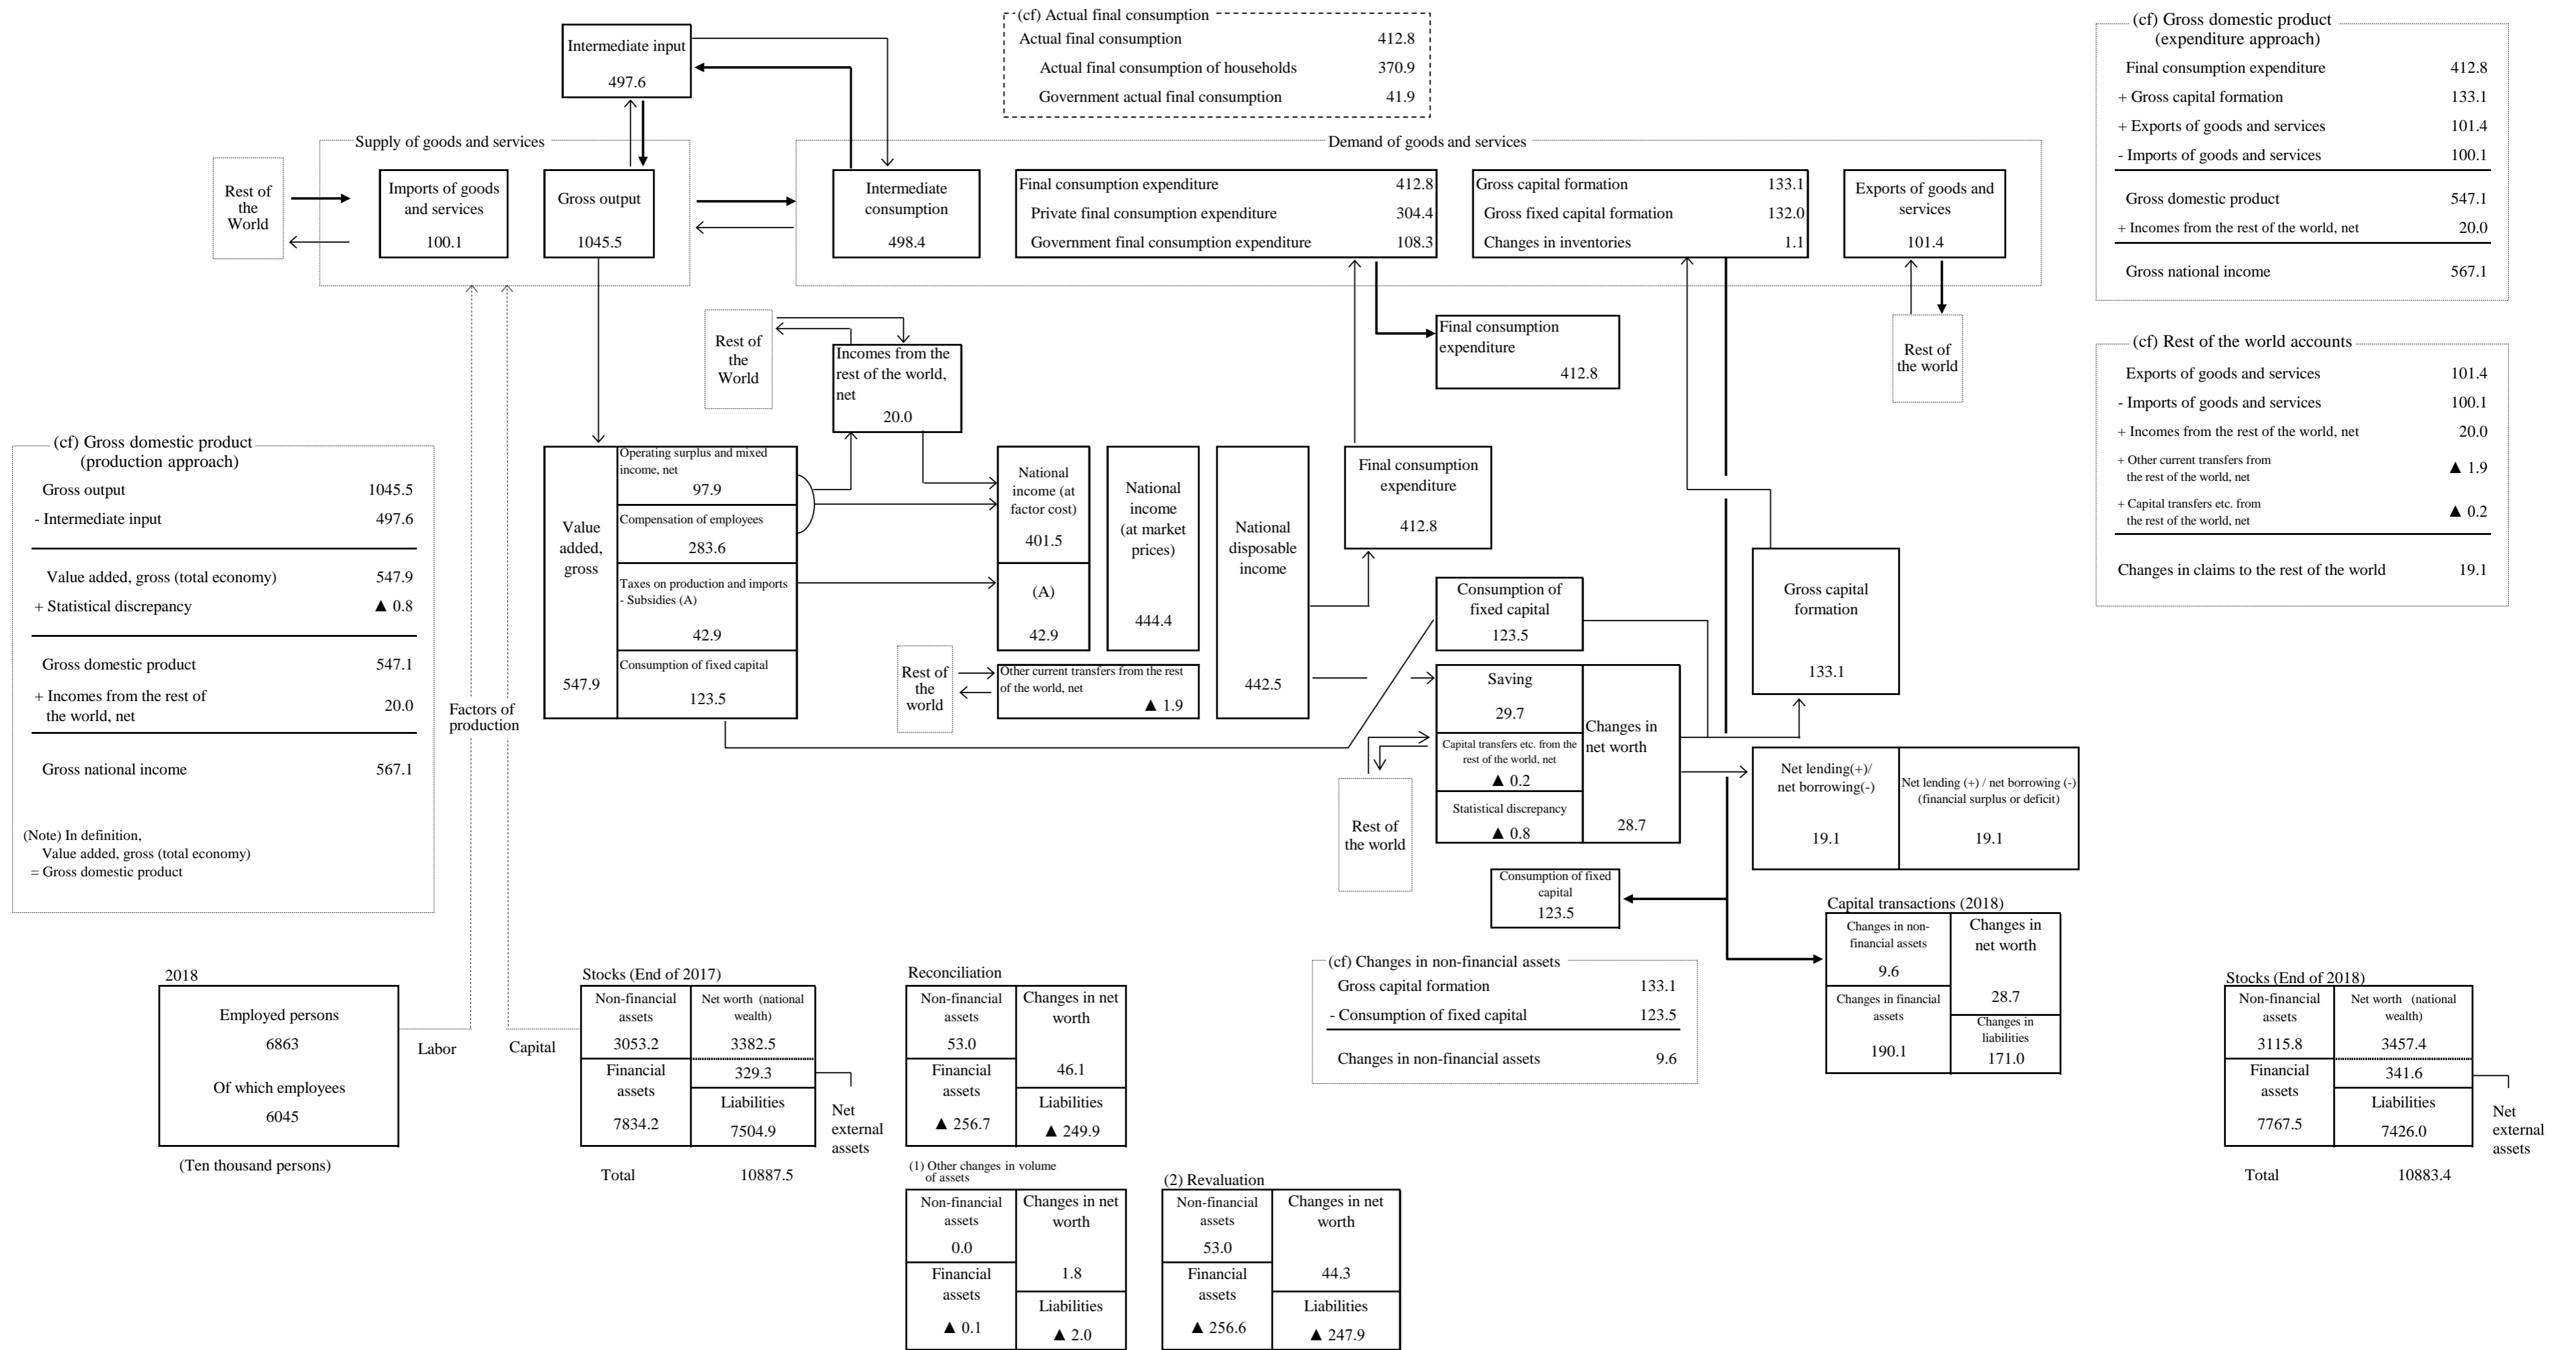 (cf) Actual final consumption
Actual final consumption 412.8
Actual final consumption of households 370.9
Government actual final consumption 41.9
(cf) Gross domestic product
(expenditure approach)
Final consumption expenditure 412.8
+ Gross capital formation 133.1
+ Exports of goods and services 101.4
- Imports of goods and services 100.1
Gross domestic product 547.1
+ Incomes from the rest of the world, net 20.0
Gross national income 567.1
Intermediate input
497.6
Supply of goods and services
Rest of
the
World
Imports of goods
and services
100.1
Gross output
1045.5
Demand of goods and services
Intermediate
consumption
498.4
Final consumption expenditure 412.8
Private final consumption expenditure 304.4
Government final consumption expenditure 108.3
Gross capital formation 133.1
Gross fixed capital formation 132.0
Changes in inventories 1.1
Exports of goods and
services
101.4
Rest of
the
World
Incomes from the
rest of the world,
net
20.0
Final consumption
expenditure
412.8
Rest of
the world
(cf) Rest of the world accounts
Exports of goods and services 101.4
- Imports of goods and services 100.1
+ Incomes from the rest of the world, net 20.0
+ Other current transfers from
the rest of the world, net ▲ 1.9
+ Capital transfers etc. from
the rest of the world, net ▲ 0.2
Changes in claims to the rest of the world 19.1
(cf) Gross domestic product
(production approach)
Gross output 1045.5
- Intermediate input 497.6
Value added, gross (total economy) 547.9
+ Statistical discrepancy ▲ 0.8
Gross domestic product 547.1
+ Incomes from the rest of
the world, net 20.0
Gross national income 567.1
(Note) In definition,
Value added, gross (total economy)
= Gross domestic product
Factors of
production
Value
added,
gross
547.9
Operating surplus and mixed
income, net
97.9
Compensation of employees
283.6
Taxes on production and imports
- Subsidies (A)
42.9
Consumption of fixed capital
123.5
National
income (at
factor cost)
401.5
(A)
42.9
National
income
(at market
prices)
444.4
Rest of
the
world
Other current transfers from the rest
of the world, net
▲ 1.9
National
disposable
income
442.5
Final consumption
expenditure
412.8
Consumption of
fixed capital
123.5
Saving
29.7
Capital transfers etc. from the
rest of the world, net
▲ 0.2
Statistical discrepancy
▲ 0.8
Changes in
net worth
28.7
Rest of
the world
Gross capital
formation
133.1
Net lending(+)/
net borrowing(-)
19.1
Net lending (+) / net borrowing (-)
(financial surplus or deficit)
19.1
Consumption of fixed
capital
123.5
Capital transactions (2018)
Changes in non-
financial assets
9.6
Changes in financial
assets
190.1
Changes in
net worth
28.7
Changes in
liabilities
171.0
(cf) Changes in non-financial assets
Gross capital formation 133.1
- Consumption of fixed capital 123.5
Changes in non-financial assets 9.6
2018
Employed persons
6863
Of which employees
6045
(Ten thousand persons)
Labor
Capital
Stocks (End of 2017)
Non-financial
assets
3053.2
Financial
assets
7834.2
Net worth (national
wealth)
3382.5
329.3
Liabilities
7504.9
Net
external
assets
Total 10887.5
Reconciliation
Non-financial
assets
53.0
Financial
assets
▲ 256.7
Changes in net
worth
46.1
Liabilities
▲ 249.9
(1) Other changes in volume
of assets
Non-financial
assets
0.0
Financial
assets
▲ 0.1
Changes in net
worth
1.8
Liabilities
▲ 2.0
(2) Revaluation
Non-financial
assets
53.0
Financial
assets
▲ 256.6
Changes in net
worth
44.3
Liabilities
▲ 247.9
Stocks (End of 2018)
Non-financial
assets
3115.8
Financial
assets
7767.5
Net worth (national
wealth)
3457.4
341.6
Liabilities
7426.0
Net
external
assets
Total 10883.4